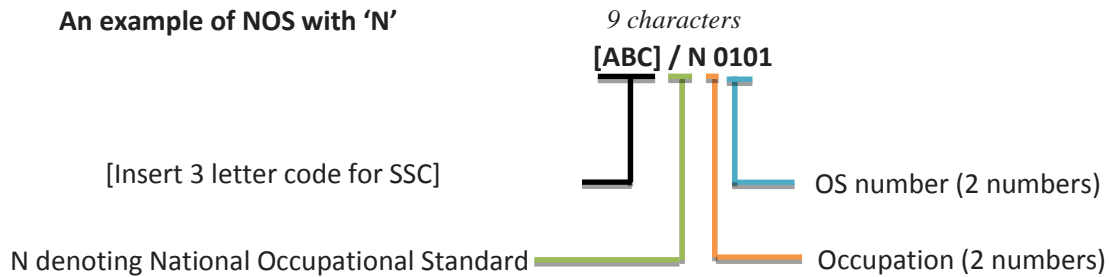 An example of NOS with ‘N’
9 characters
[ABC] / N 0101
[Insert 3 letter code for SSC]
OS number (2 numbers)
N denoting National Occupational Standard
Occupation (2 numbers)